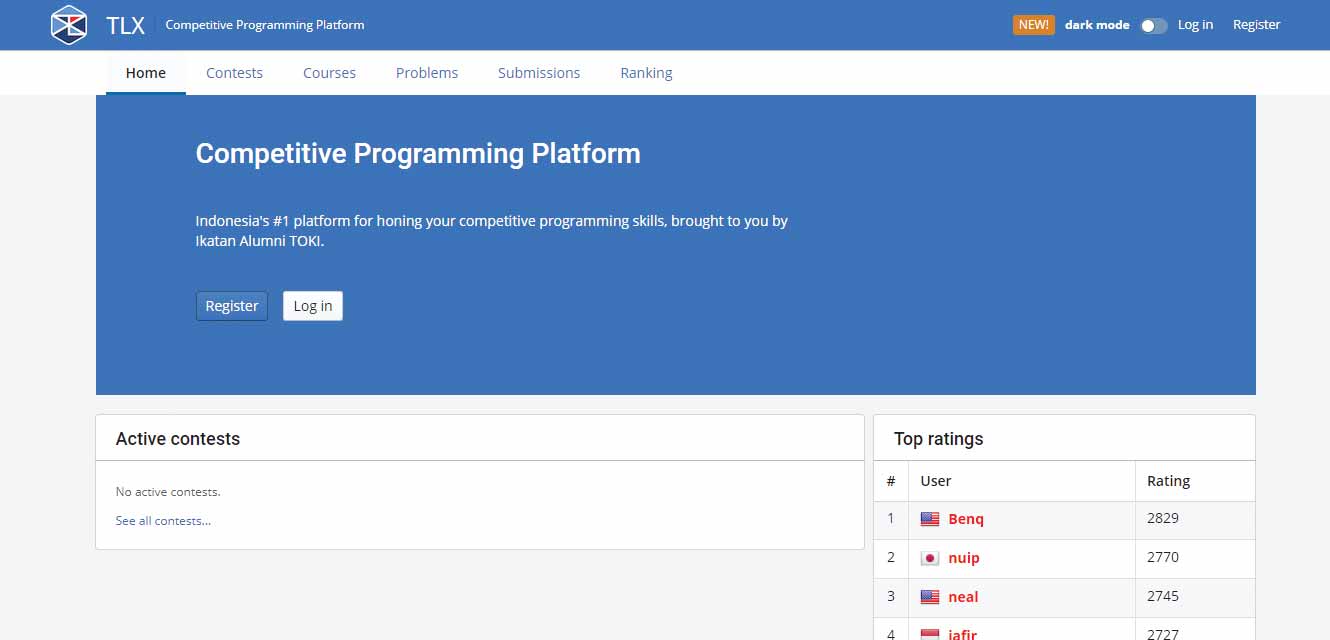 TLX Competitive Programming Platform NEW! dark mode Log in Register
Home Contests Courses Problems Submissions Ranking
Competitive Programming Platform
Indonesia's #1 platform for honing your competitive programming skills, brought to you by
Ikatan Alumni TOKI.
Register Log in
Active contests
No active contests.
See all contests...
Top ratings
# User Rating
1 Benq 2829
2 nuip 2770
3 neal 2745
4 jafir 2727